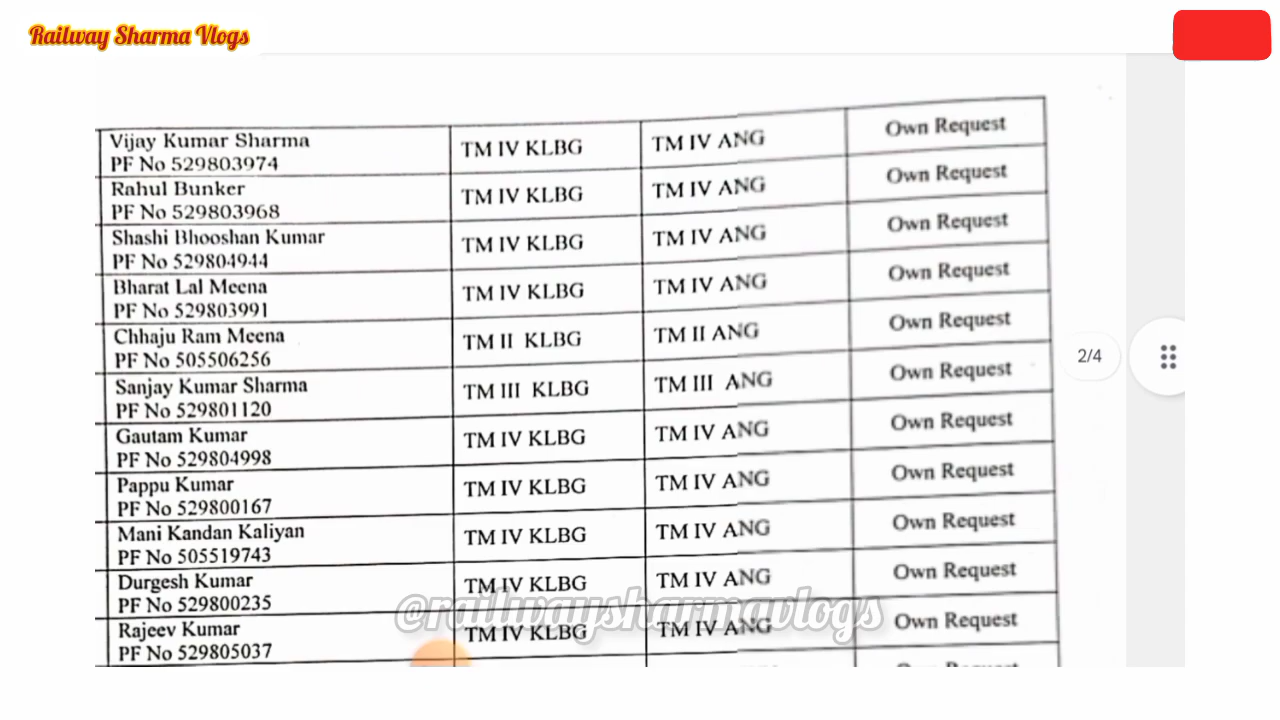 Railway Sharma Vlogs
Vijay Kumar Sharma
PF No 529803974
TM IV KLBG
TM IV ANG
Own Request
Rahul Bunker
PF No 529803968
TM IV KLBG
TM IV ANG
Own Request
Shashi Bhooshan Kumar
PF No 529804944
TM IV KLBG
TM IV ANG
Own Request
Bharat Lal Meena
PF No 529803991
TM IV KLBG
TM IV ANG
Own Request
Chhaju Ram Meena
PF No 505506256
TM II KLBG
TM II ANG
Own Request
Sanjay Kumar Sharma
PF No 529801120
TM III KLBG
TM III ANG
Own Request
Gautam Kumar
PF No 529804998
TM IV KLBG
TM IV ANG
Own Request
Pappu Kumar
PF No 529800167
TM IV KLBG
TM IV ANG
Own Request
Mani Kandan Kaliyan
PF No 505519743
TM IV KLBG
TM IV ANG
Own Request
Durgesh Kumar
PF No 529800235
TM IV KLBG
TM IV ANG
Own Request
Rajeev Kumar
PF No 529805037
TM IV KLBG
TM IV ANG
Own Request
Own Request
2/4
@railwaysharmavlogs